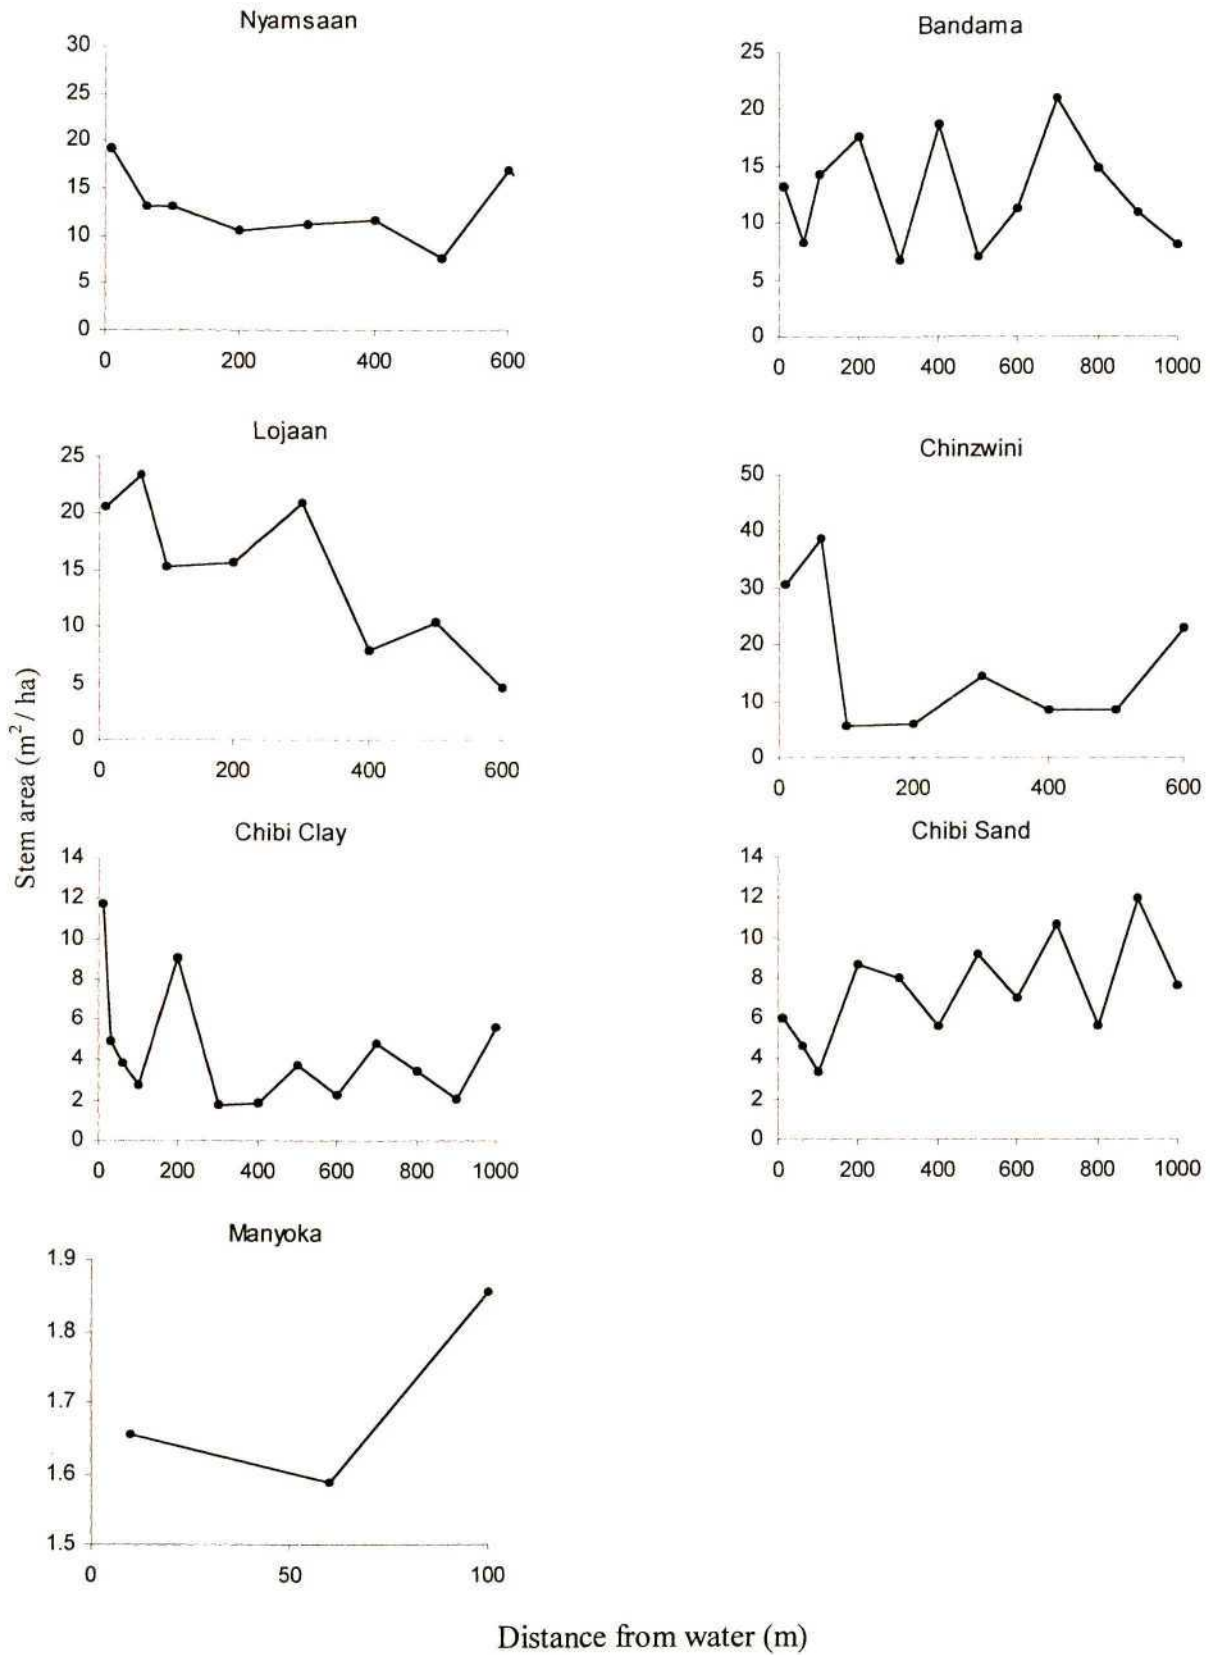 Nyamsaan
30
25
20
15
10
5
0
0 200 400 600
Bandama
25
20
15
10
5
0
0 200 400 600 800 1000
Lojaan
25
20
15
10
5
0
0 200 400 600
Chinzwini
50
40
30
20
10
0
0 200 400 600
Stem area (m² / ha)
Chibi Clay
14
12
10
8
6
4
2
0
0 200 400 600 800 1000
Chibi Sand
14
12
10
8
6
4
2
0
0 200 400 600 800 1000
Manyoka
1.9
1.8
1.7
1.6
1.5
0 50 100
Distance from water (m)